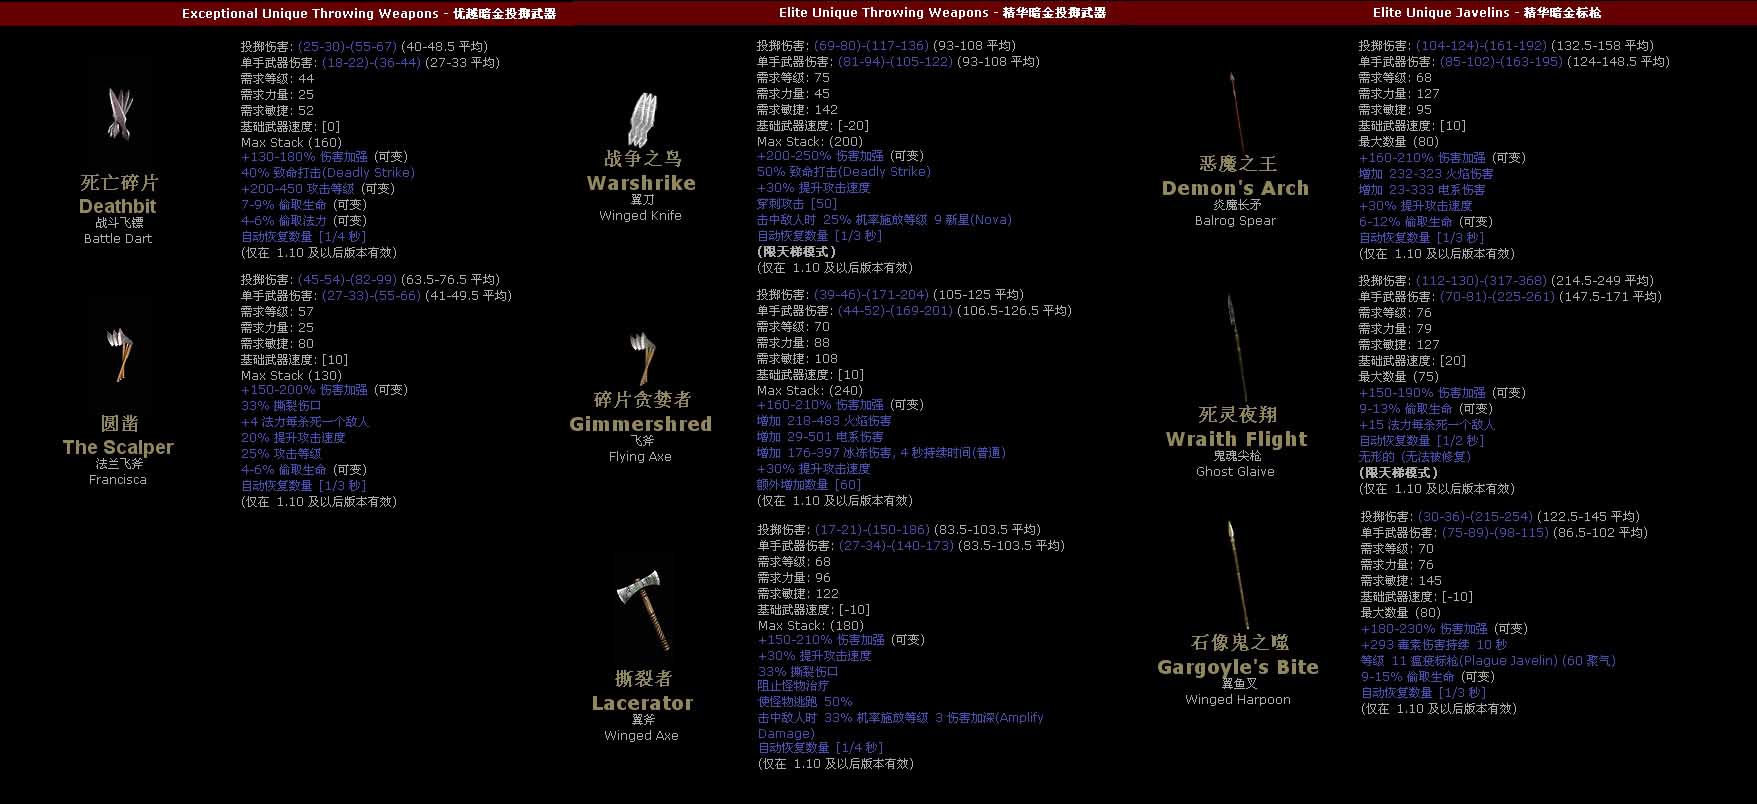 Exceptional Unique Throwing Weapons - 优越暗金投掷武器
投掷伤害: (25-30)-(55-67) (40-48.5 平均)
单手武器伤害: (18-22)-(36-44) (27-33 平均)
需求等级: 44
需求力量: 25
需求敏捷: 52
基础武器速度: [0]
Max Stack (160)
+130-180% 伤害加强 (可变)
40% 致命打击(Deadly Strike)
+200-450 攻击等级 (可变)
7-9% 偷取生命 (可变)
4-6% 偷取法力 (可变)
自动恢复数量 [1/4 秒]
(仅在 1.10 及以后版本有效)
死亡碎片
Deathbit
战斗飞镖
Battle Dart
投掷伤害: (45-54)-(82-99) (63.5-76.5 平均)
单手武器伤害: (27-33)-(55-66) (41-49.5 平均)
需求等级: 57
需求力量: 25
需求敏捷: 80
基础武器速度: [10]
Max Stack (130)
+150-200% 伤害加强 (可变)
33% 撕裂伤口
+4 法力每杀死一个敌人
20% 提升攻击速度
25% 攻击等级
4-6% 偷取生命 (可变)
自动恢复数量 [1/3 秒]
(仅在 1.10 及以后版本有效)
圆凿
The Scalper
法兰飞斧
Francisca
Elite Unique Throwing Weapons - 精华暗金投掷武器
投掷伤害: (69-80)-(117-136) (93-108 平均)
单手武器伤害: (81-94)-(105-122) (93-108 平均)
需求等级: 75
需求力量: 45
需求敏捷: 142
基础武器速度: [-20]
Max Stack: (200)
+200-250% 伤害加强 (可变)
50% 致命打击(Deadly Strike)
+30% 提升攻击速度
穿刺攻击 [50]
击中敌人时 25% 机率施放等级 9 新星(Nova)
自动恢复数量 [1/3 秒]
(限天梯模式)
(仅在 1.10 及以后版本有效)
战争之鸟
Warshrike
翼刀
Winged Knife
投掷伤害: (39-46)-(171-204) (105-125 平均)
单手武器伤害: (44-52)-(169-201) (106.5-126.5 平均)
需求等级: 70
需求力量: 88
需求敏捷: 108
基础武器速度: [10]
Max Stack: (240)
+160-210% 伤害加强 (可变)
增加 218-483 火焰伤害
增加 29-501 电系伤害
增加 176-397 冰冻伤害, 4 秒持续时间(普通)
+30% 提升攻击速度
额外增加数量 [60]
(仅在 1.10 及以后版本有效)
碎片贪婪者
Gimmershred
飞斧
Flying Axe
投掷伤害: (17-21)-(150-186) (83.5-103.5 平均)
单手武器伤害: (27-34)-(140-173) (83.5-103.5 平均)
需求等级: 68
需求力量: 96
需求敏捷: 122
基础武器速度: [-10]
Max Stack: (180)
+150-210% 伤害加强 (可变)
+30% 提升攻击速度
33% 撕裂伤口
阻止怪物治疗
使怪物逃跑 50%
击中敌人时 33% 机率施放等级 3 伤害加深(Amplify
Damage)
自动恢复数量 [1/4 秒]
(仅在 1.10 及以后版本有效)
撕裂者
Lacerator
翼斧
Winged Axe
Elite Unique Javelins - 精华暗金标枪
投掷伤害: (104-124)-(161-192) (132.5-158 平均)
单手武器伤害: (85-102)-(163-195) (124-148.5 平均)
需求等级: 68
需求力量: 127
需求敏捷: 95
基础武器速度: [10]
最大数量 (80)
+160-210% 伤害加强 (可变)
增加 232-323 火焰伤害
增加 23-333 电系伤害
+30% 提升攻击速度
6-12% 偷取生命 (可变)
自动恢复数量 [1/3 秒]
(仅在 1.10 及以后版本有效)
恶魔之王
Demon's Arch
炎魔长矛
Balrog Spear
投掷伤害: (112-130)-(317-368) (214.5-249 平均)
单手武器伤害: (70-81)-(225-261) (147.5-171 平均)
需求等级: 76
需求力量: 79
需求敏捷: 127
基础武器速度: [20]
最大数量 (75)
+150-190% 伤害加强 (可变)
9-13% 偷取生命 (可变)
+15 法力每杀死一个敌人
自动恢复数量 [1/2 秒]
无形的 (无法被修复)
(限天梯模式)
(仅在 1.10 及以后版本有效)
死灵夜翔
Wraith Flight
鬼魂尖枪
Ghost Glaive
投掷伤害: (30-36)-(215-254) (122.5-145 平均)
单手武器伤害: (75-89)-(98-115) (86.5-102 平均)
需求等级: 70
需求力量: 76
需求敏捷: 145
基础武器速度: [-10]
最大数量 (80)
+180-230% 伤害加强 (可变)
+293 毒素伤害持续 10 秒
等级 11 瘟疫标枪(Plague Javelin) (60 聚气)
9-15% 偷取生命 (可变)
自动恢复数量 [1/3 秒]
(仅在 1.10 及以后版本有效)
石像鬼之噬
Gargoyle's Bite
翼鱼叉
Winged Harpoon